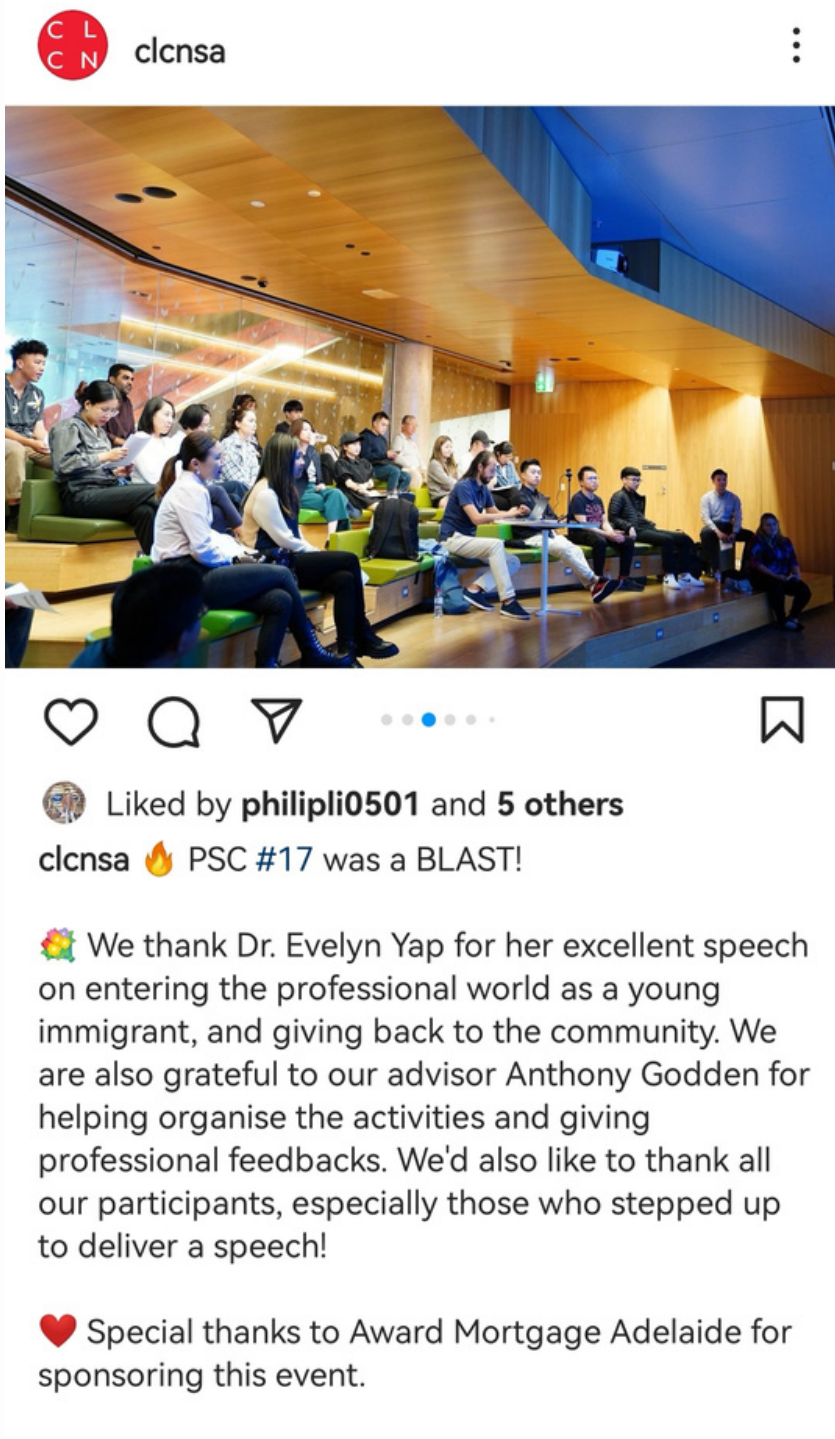 C L
C N
clcnsa
Liked by philipli0501 and 5 others
clcnsa 🔥 PSC #17 was a BLAST!
💐 We thank Dr. Evelyn Yap for her excellent speech
on entering the professional world as a young
immigrant, and giving back to the community. We
are also grateful to our advisor Anthony Godden for
helping organise the activities and giving
professional feedbacks. We'd also like to thank all
our participants, especially those who stepped up
to deliver a speech!
❤️ Special thanks to Award Mortgage Adelaide for
sponsoring this event.